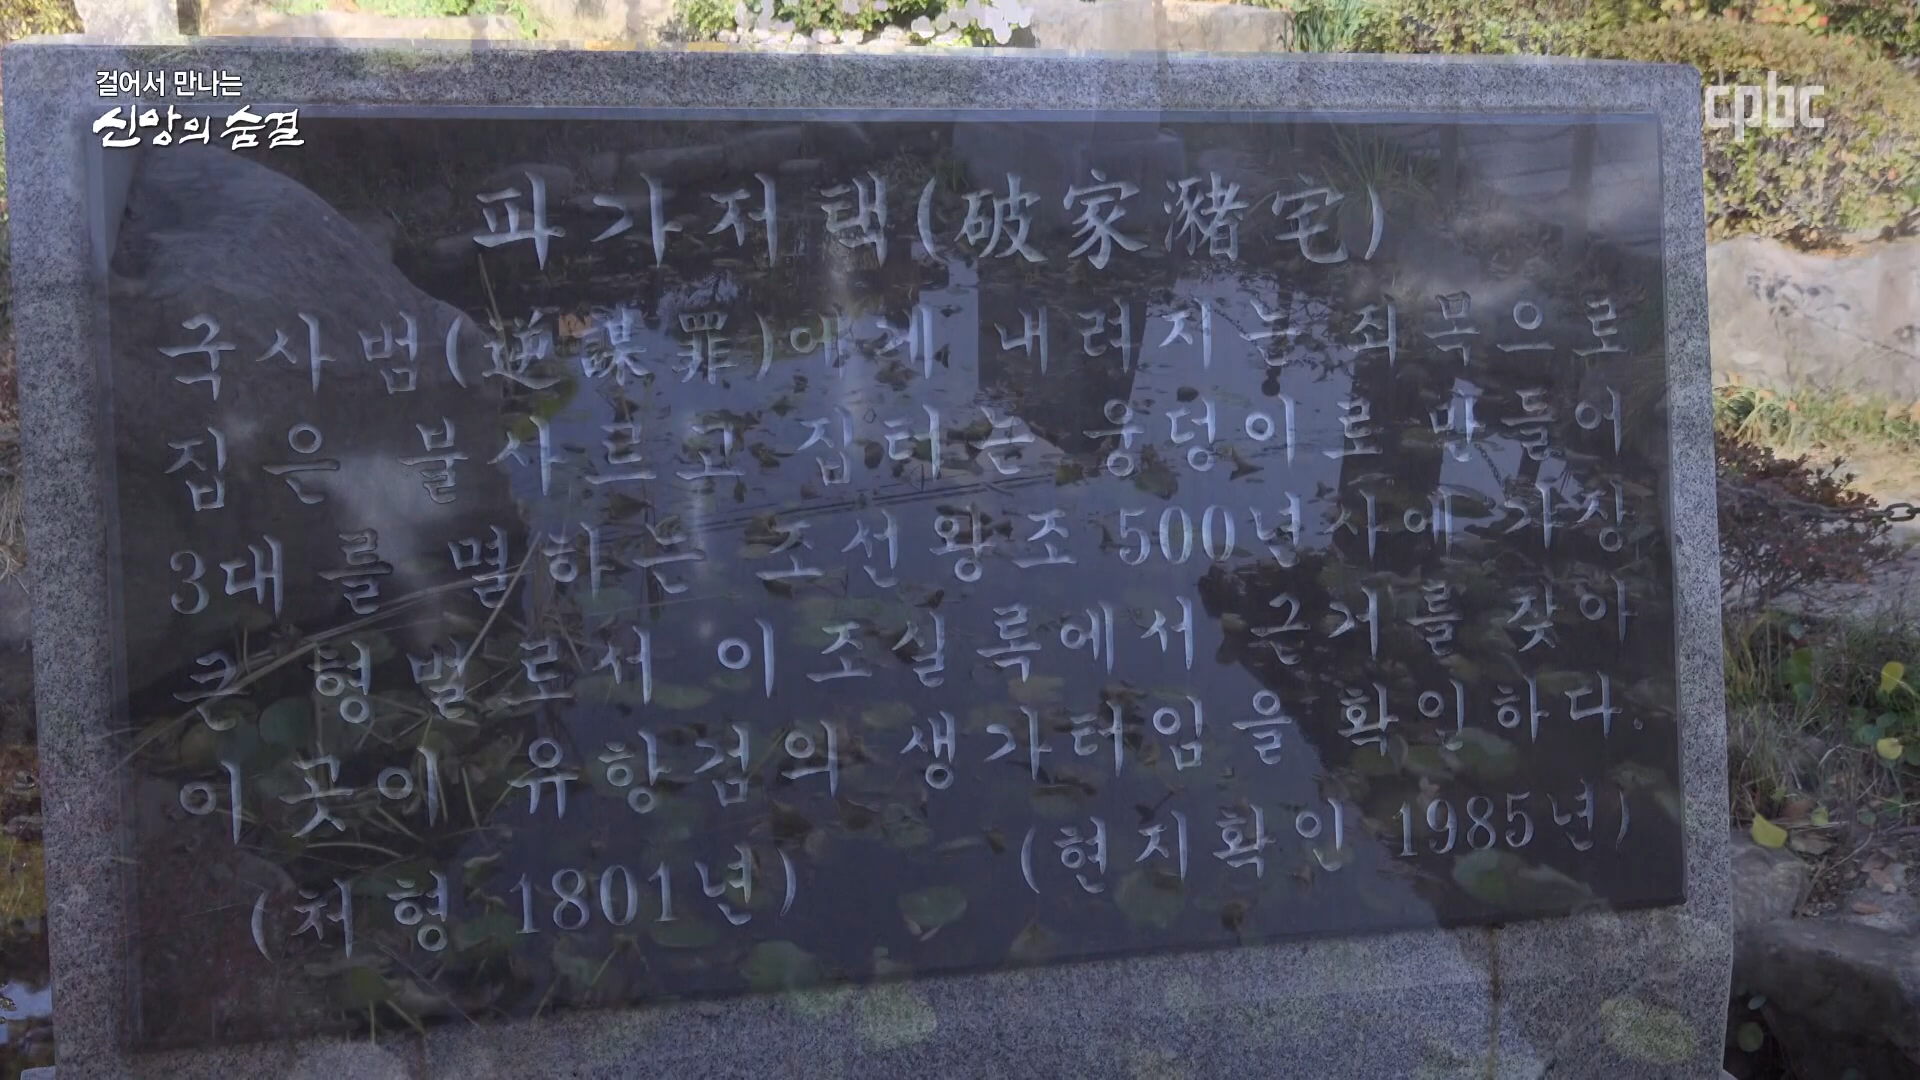 걸어서 만나는
신앙의 숨결
cpbc
파가저택(破家瀦宅)
국사범(逆謀罪)에게 내려지는 죄목으로
집은 불사르고 집터는 웅덩이로 만들어
3대를 멸하는 조선왕조 500년사에 가장
큰 형벌로서 이조실록에서 근거를 찾아
이곳이 유항검의 생가터임을 확인하다.
(처형 1801년) (현지확인 1985년)